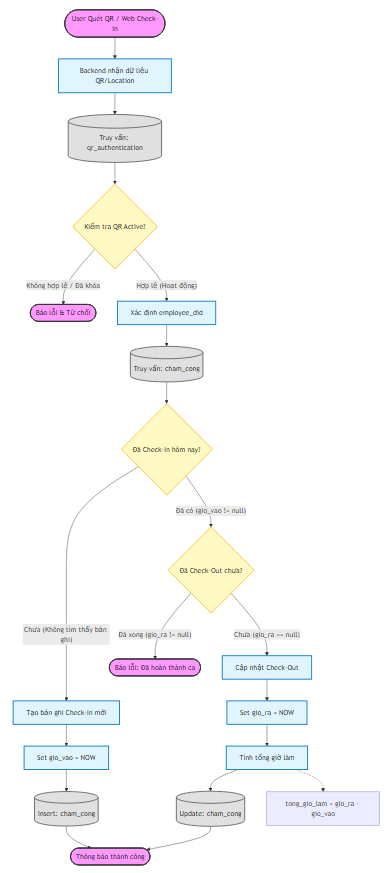 User Quét QR / Web Check-
in
Backend nhận dữ liệu
QR/Location
Truy vấn:
qr_authentication
Kiểm tra QR Active?
Không hợp lệ / Đã khóa
Hợp lệ (Hoạt động)
Báo lỗi & Từ chối
Xác định employee_did
Truy vấn: cham_cong
Đã Check-In hôm nay?
Đã có (gio_vao != null)
Đã Check-Out chưa?
Chưa (Không tìm thấy bản
ghi)
Đã xong (gio_ra != null)
Chưa (gio_ra == null)
Báo lỗi: Đã hoàn thành ca
Cập nhật Check-Out
Tạo bản ghi Check-In mới
Set gio_ra = NOW
Set gio_vao = NOW
Tính tổng giờ làm
Insert: cham_cong
Update: cham_cong
tong_gio_lam = gio_ra -
gio_vao
Thông báo thành công